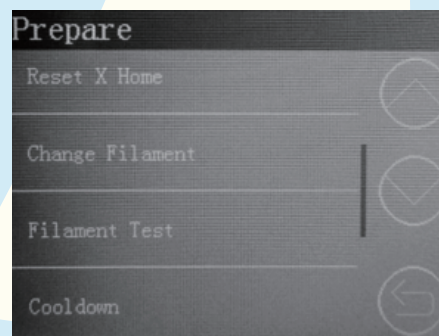 Prepare
Reset X Home
Change Filament
Filament Test
Cooldown